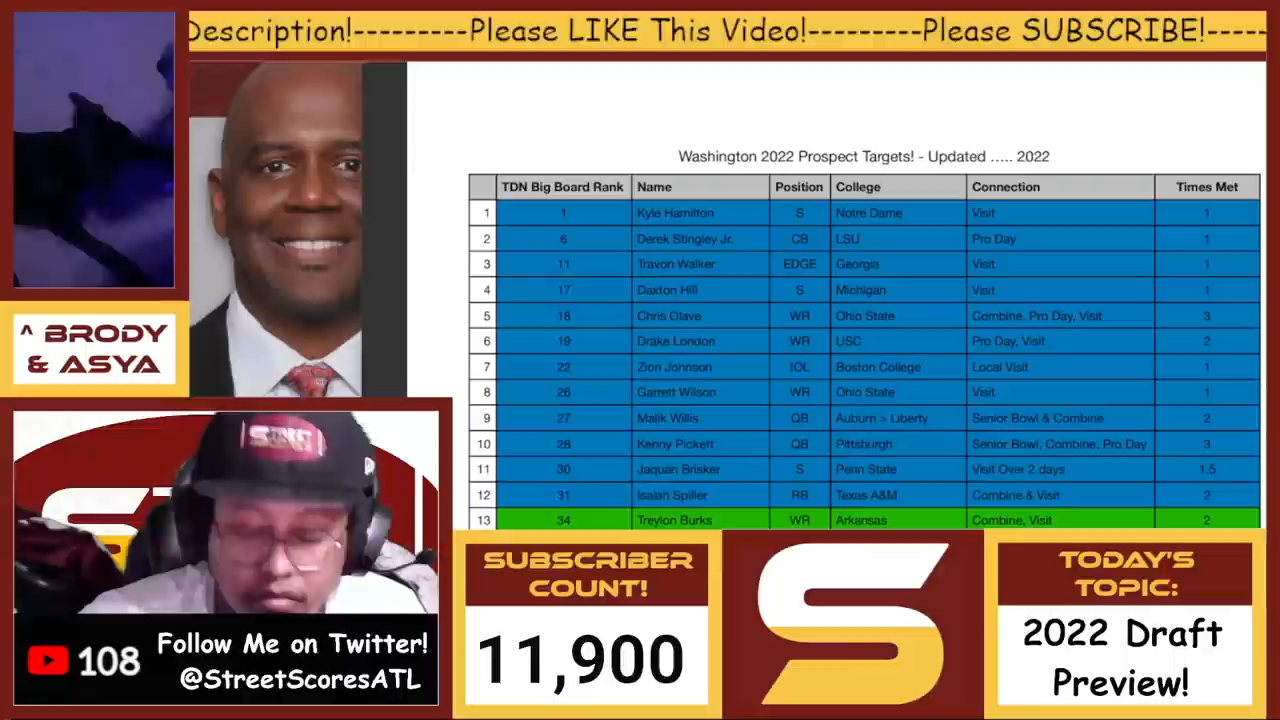 Description!---------Please LIKE This Video!---------Please SUBSCRIBE!-----
Washington 2022 Prospect Targets! - Updated ..... 2022
TDN Big Board Rank Name Position College Connection Times Met
1 1 Kyle Hamilton S Notre Dame Visit 1
2 6 Derek Stingley Jr. CB LSU Pro Day 1
3 11 Travon Walker EDGE Georgia Visit 1
4 17 Daxton Hill S Michigan Visit 1
5 18 Chris Olave WR Ohio State Combine, Pro Day, Visit 3
6 19 Drake London WR USC Pro Day, Visit 2
7 22 Zion Johnson IOL Boston College Local Visit 1
8 26 Garrett Wilson WR Ohio State Visit 1
9 27 Malik Willis QB Auburn > Liberty Senior Bowl & Combine 2
10 28 Kenny Pickett QB Pittsburgh Senior Bowl, Combine, Pro Day 3
11 30 Jaquan Brisker S Penn State Visit Over 2 days 1.5
12 31 Isaiah Spiller RB Texas A&M Combine & Visit 2
13 34 Treylon Burks WR Arkansas Combine, Visit 2
^ BRODY
& ASYA
108
Follow Me on Twitter!
@StreetScoresATL
SUBSCRIBER
COUNT!
11,900
S
TODAY'S
TOPIC:
2022 Draft
Preview!